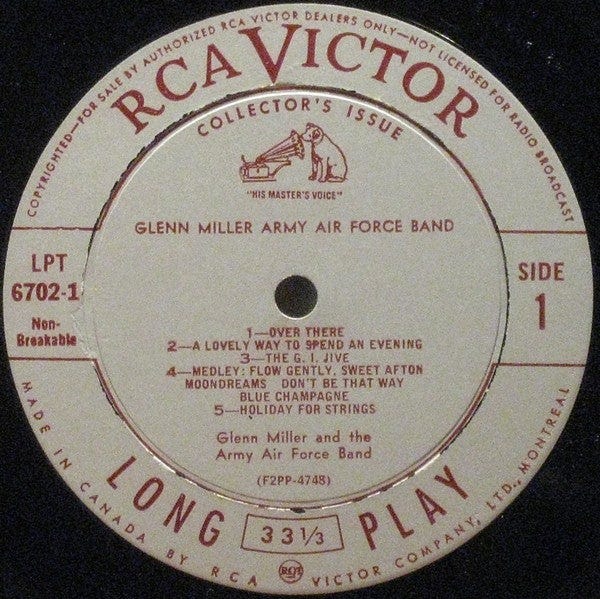 COPYRIGHTED—FOR SALE BY AUTHORIZED RCA VICTOR DEALERS ONLY—NOT LICENSED FOR RADIO BROADCAST
RCA VICTOR
COLLECTOR'S ISSUE
"HIS MASTER'S VOICE"
GLENN MILLER ARMY AIR FORCE BAND
LPT
6702-1
Non-
Breakable
SIDE
1
1—OVER THERE
2—A LOVELY WAY TO SPEND AN EVENING
3—THE G. I. JIVE
4—MEDLEY: FLOW GENTLY, SWEET AFTON
MOONDREAMS DON'T BE THAT WAY
BLUE CHAMPAGNE
5—HOLIDAY FOR STRINGS
Glenn Miller and the
Army Air Force Band
(F2PP-4748)
LONG 33 1/3 PLAY
MADE IN CANADA BY RCA VICTOR COMPANY, LTD., MONTREAL
RCA